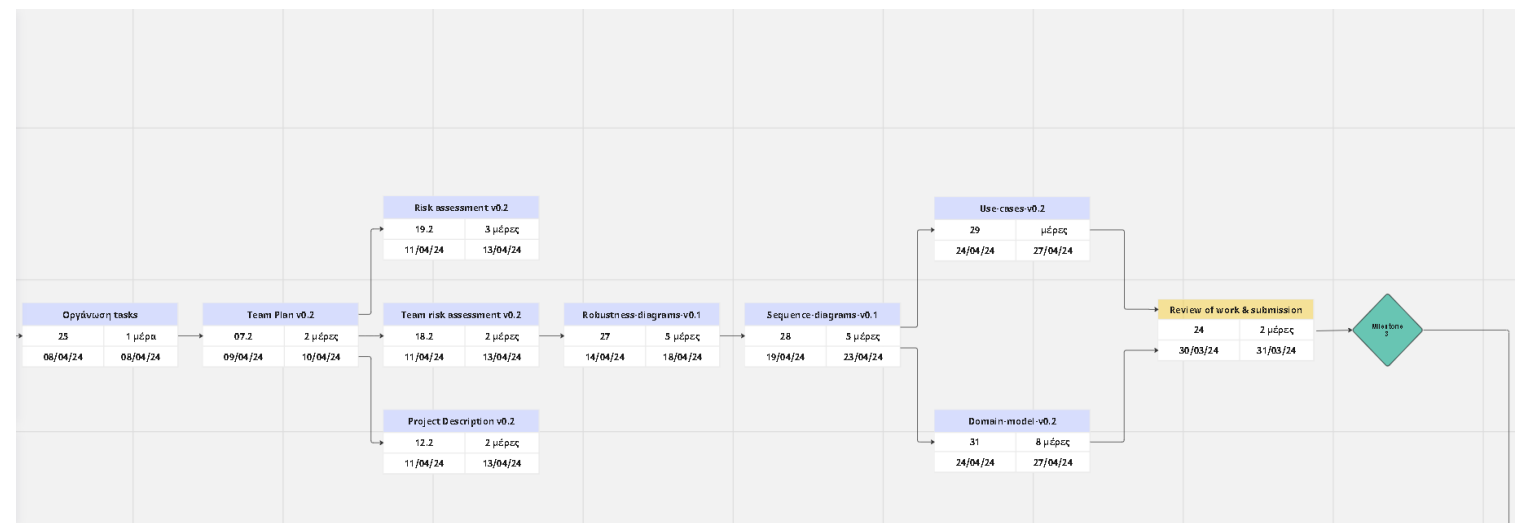 Risk assessment v0.2
19.2 3 μέρες
11/04/24 13/04/24
Use-cases-v0.2
29 μέρες
24/04/24 27/04/24
Οργάνωση tasks
25 1 μέρα
08/04/24 08/04/24
Team Plan v0.2
07.2 2 μέρες
09/04/24 10/04/24
Team risk assessment v0.2
18.2 2 μέρες
11/04/24 13/04/24
Robustness-diagrams-v0.1
27 5 μέρες
14/04/24 18/04/24
Sequence-diagrams-v0.1
28 5 μέρες
19/04/24 23/04/24
Review of work & submission
24 2 μέρες
30/03/24 31/03/24
Milestone
3
Project Description v0.2
12.2 2 μέρες
11/04/24 13/04/24
Domain-model-v0.2
31 8 μέρες
24/04/24 27/04/24